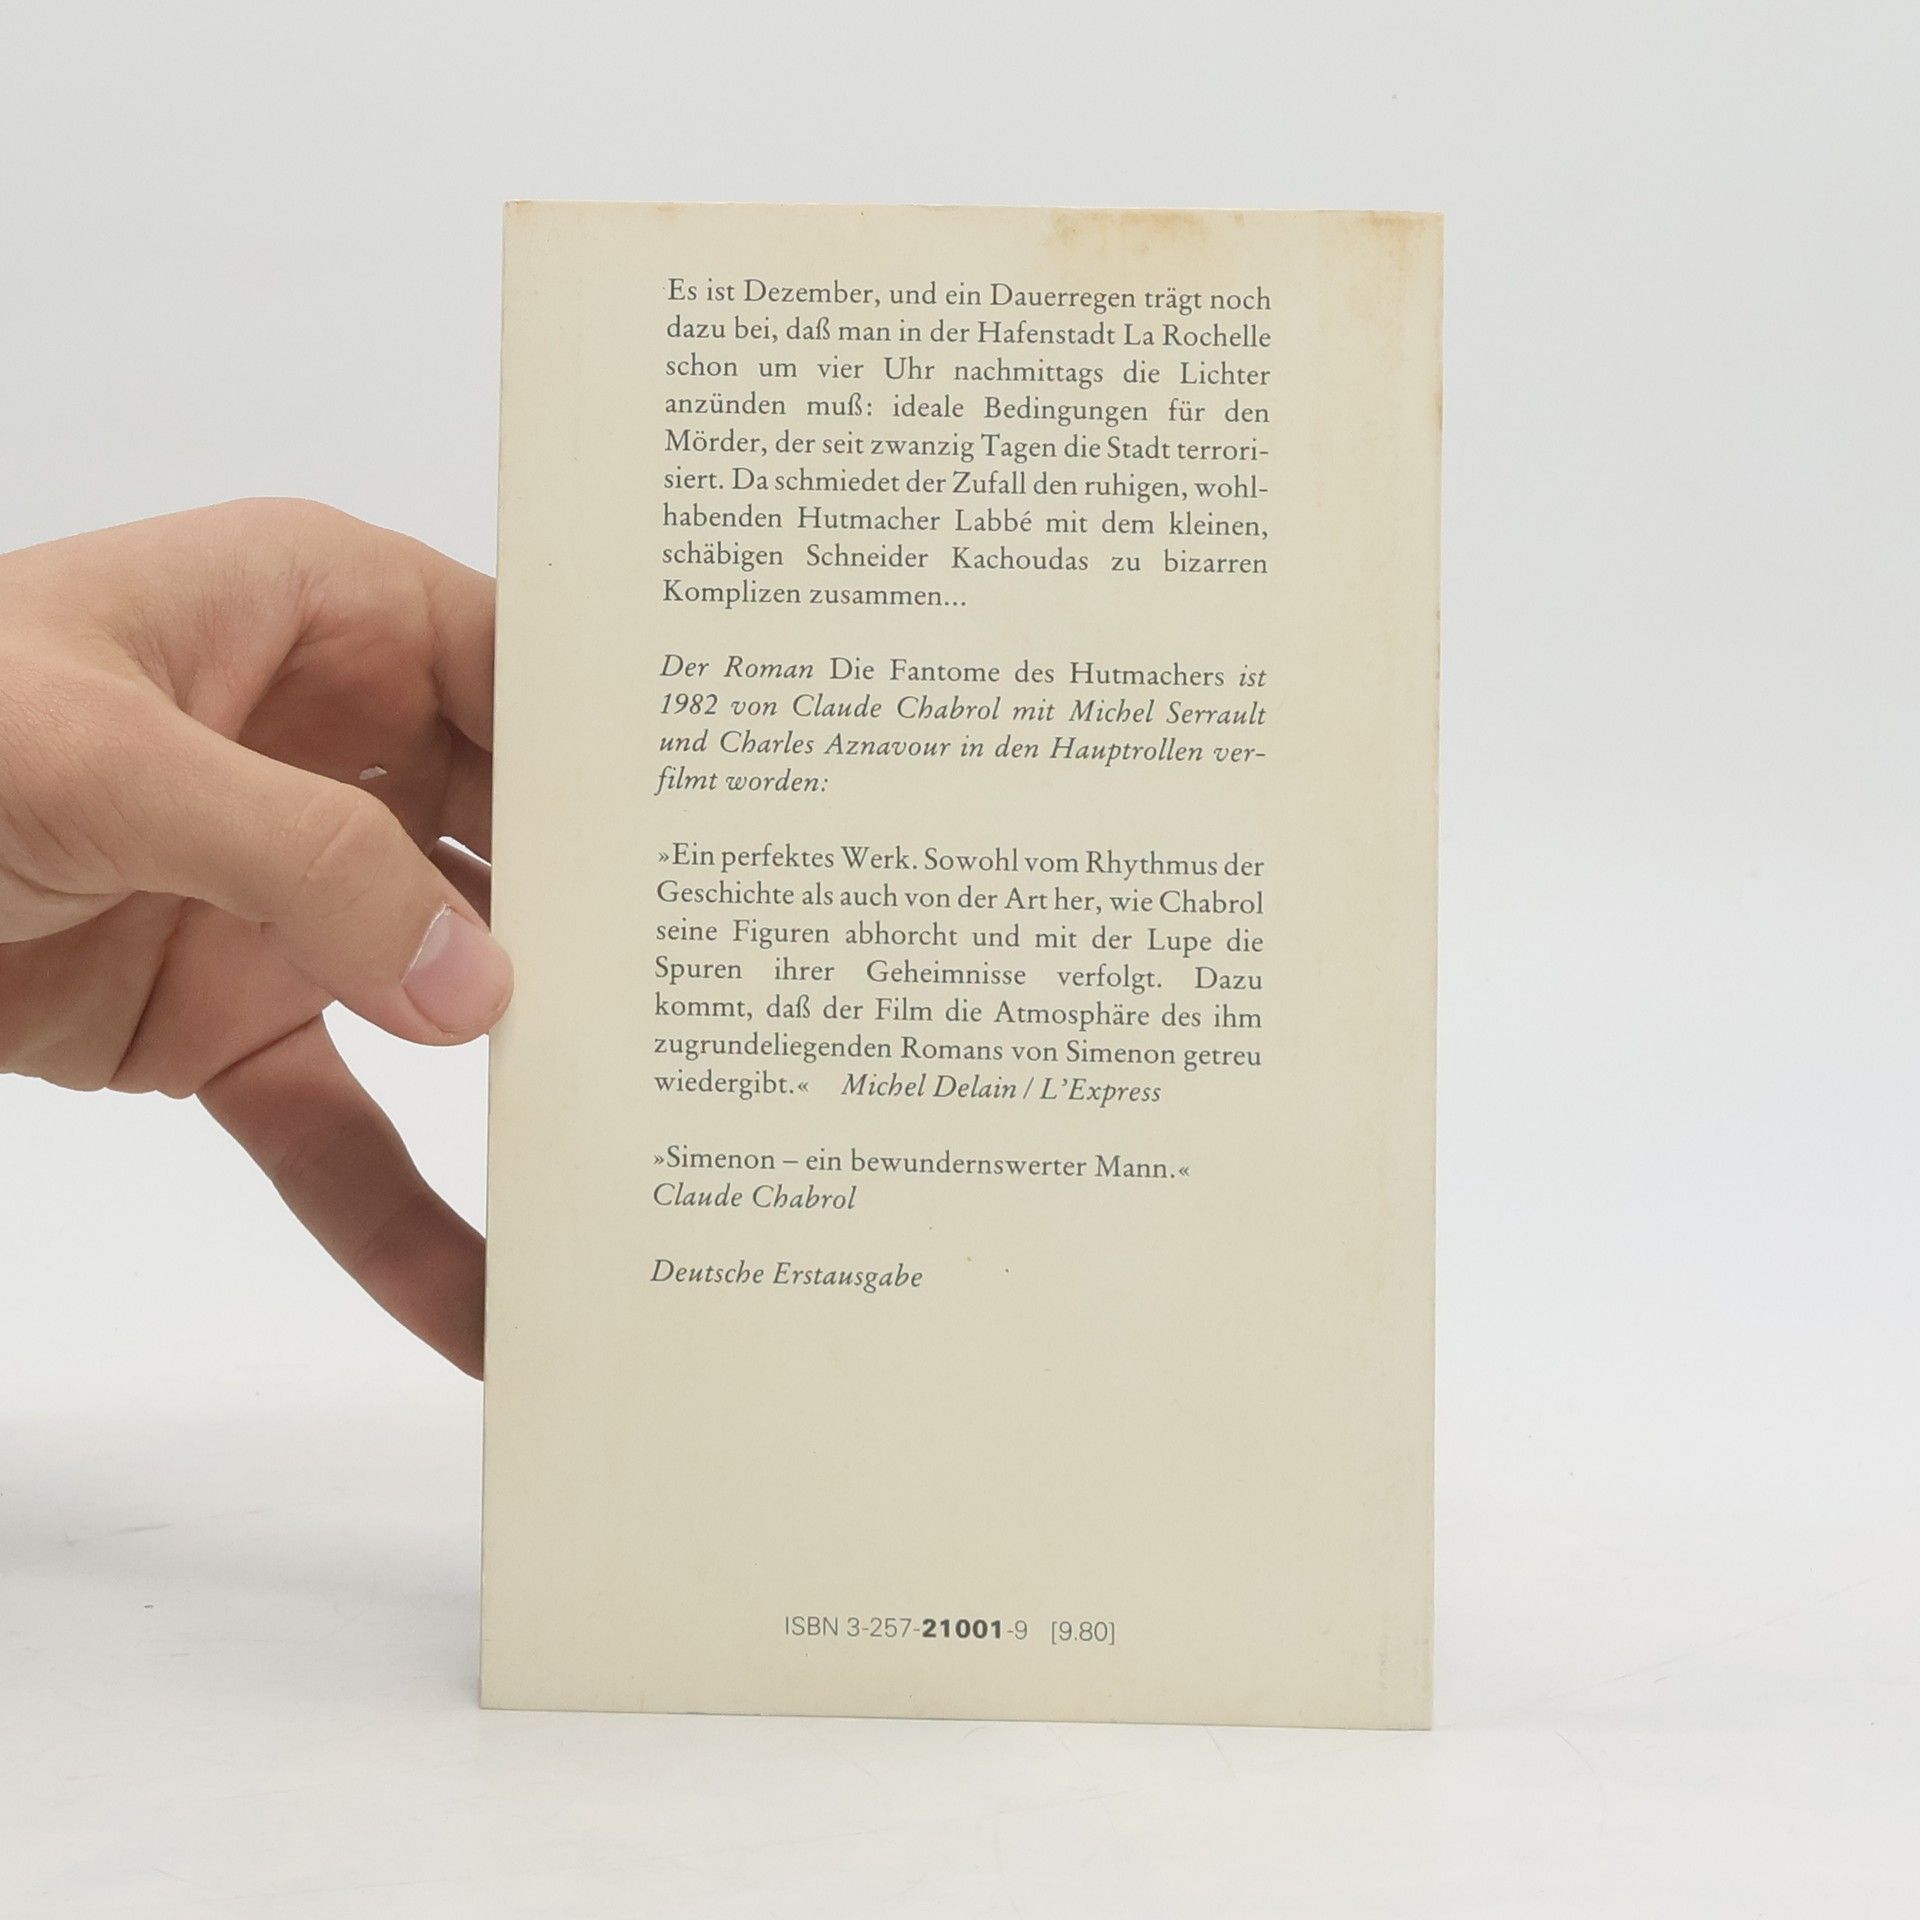 Es ist Dezember, und ein Dauerregen trägt noch
dazu bei, daß man in der Hafenstadt La Rochelle
schon um vier Uhr nachmittags die Lichter
anzünden muß: ideale Bedingungen für den
Mörder, der seit zwanzig Tagen die Stadt terrori-
siert. Da schmiedet der Zufall den ruhigen, wohl-
habenden Hutmacher Labbé mit dem kleinen,
schäbigen Schneider Kachoudas zu bizarren
Komplizen zusammen...
Der Roman Die Fantome des Hutmachers ist
1982 von Claude Chabrol mit Michel Serrault
und Charles Aznavour in den Hauptrollen ver-
filmt worden:
»Ein perfektes Werk. Sowohl vom Rhythmus der
Geschichte als auch von der Art her, wie Chabrol
seine Figuren abhorcht und mit der Lupe die
Spuren ihrer Geheimnisse verfolgt. Dazu
kommt, daß der Film die Atmosphäre des ihm
zugrundeliegenden Romans von Simenon getreu
wiedergibt.« Michel Delain / L'Express
»Simenon – ein bewundernswerter Mann.«
Claude Chabrol
Deutsche Erstausgabe
ISBN 3-257-21001-9 [9.80]